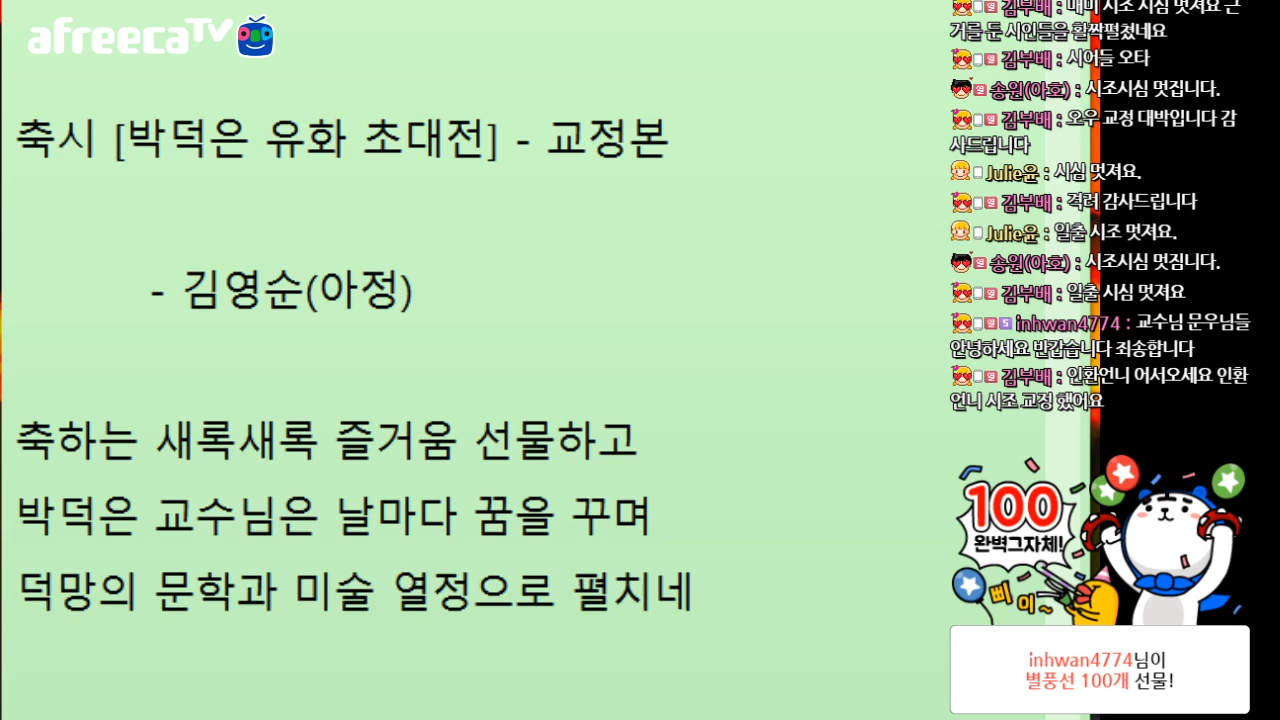 afreecaTV
축시 [박덕은 유화 초대전] - 교정본
- 김영순(아정)
축하는 새록새록 즐거움 선물하고
박덕은 교수님은 날마다 꿈을 꾸며
덕망의 문학과 미술 열정으로 펼치네
김부배 : 매미 시조 시심 멋져요 근
거를 둔 시인들을 활짝펼쳤네요
김부배 : 시어들 오타
송원(아호) : 시조시심 멋집니다.
김부배 : 오우 교정 대박입니다 감
사드립니다
Julie윤 : 시심 멋져요.
김부배 : 격려 감사드립니다
Julie윤 : 일출 시조 멋져요.
송원(아호) : 시조시심 멋짐니다.
김부배 : 일출 시심 멋져요
inhwan4774 : 교수님 문우님들
안녕하세요 반갑습니다 죄송합니다
김부배 : 인환언니 어서오세요 인환
언니 시조 교정 했어요
100
완벽그자체!
삐 이~
inhwan4774님이
별풍선 100개 선물!